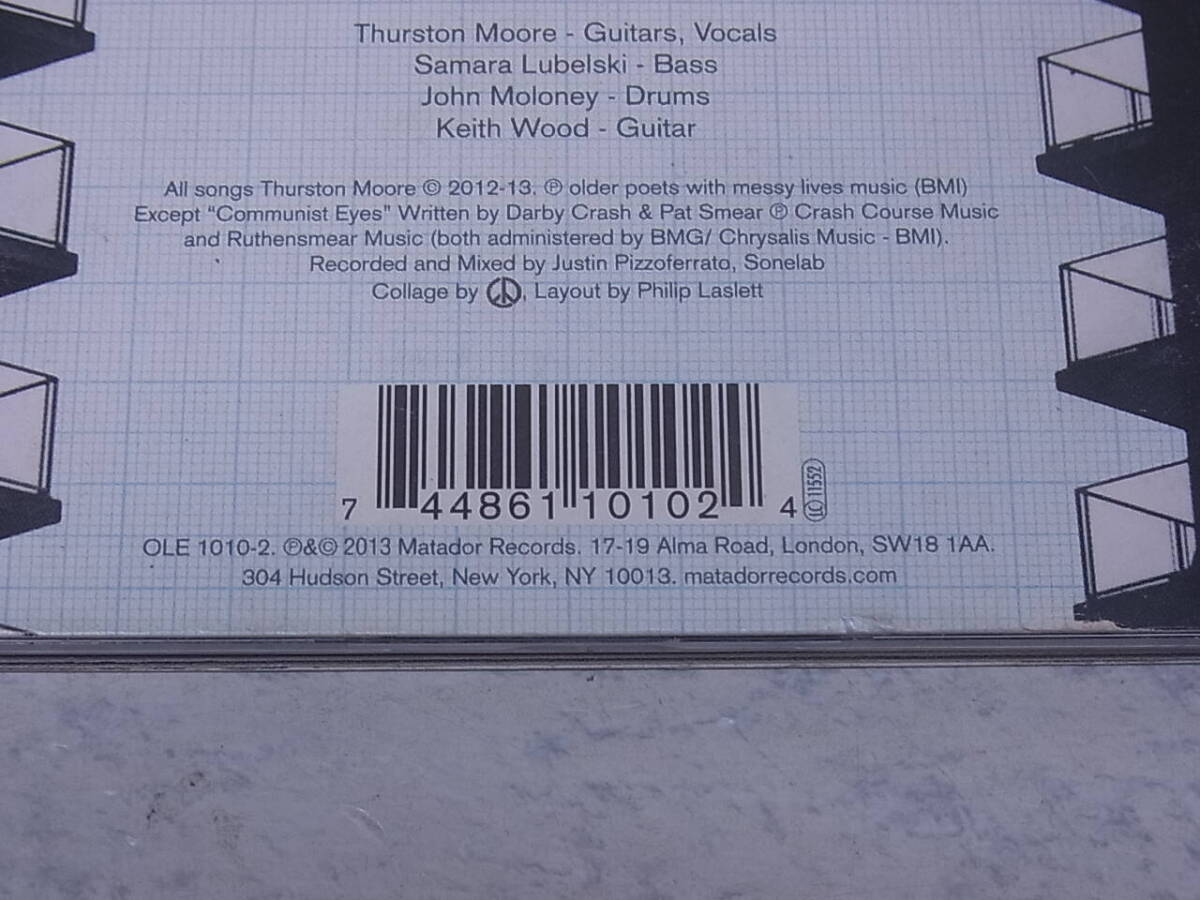 Thurston Moore - Guitars, Vocals
Samara Lubelski - Bass
John Moloney - Drums
Keith Wood - Guitar
All songs Thurston Moore © 2012-13. ℗ older poets with messy lives music (BMI)
Except "Communist Eyes" Written by Darby Crash & Pat Smear ℗ Crash Course Music
and Ruthensmear Music (both administered by BMG/ Chrysalis Music - BMI).
Recorded and Mixed by Justin Pizzoferrato, Sonelab
Collage by ☮, Layout by Philip Laslett
7 44861 10102 4
LC 11552
OLE 1010-2. ℗&© 2013 Matador Records. 17-19 Alma Road, London, SW18 1AA.
304 Hudson Street, New York, NY 10013. matadorrecords.com